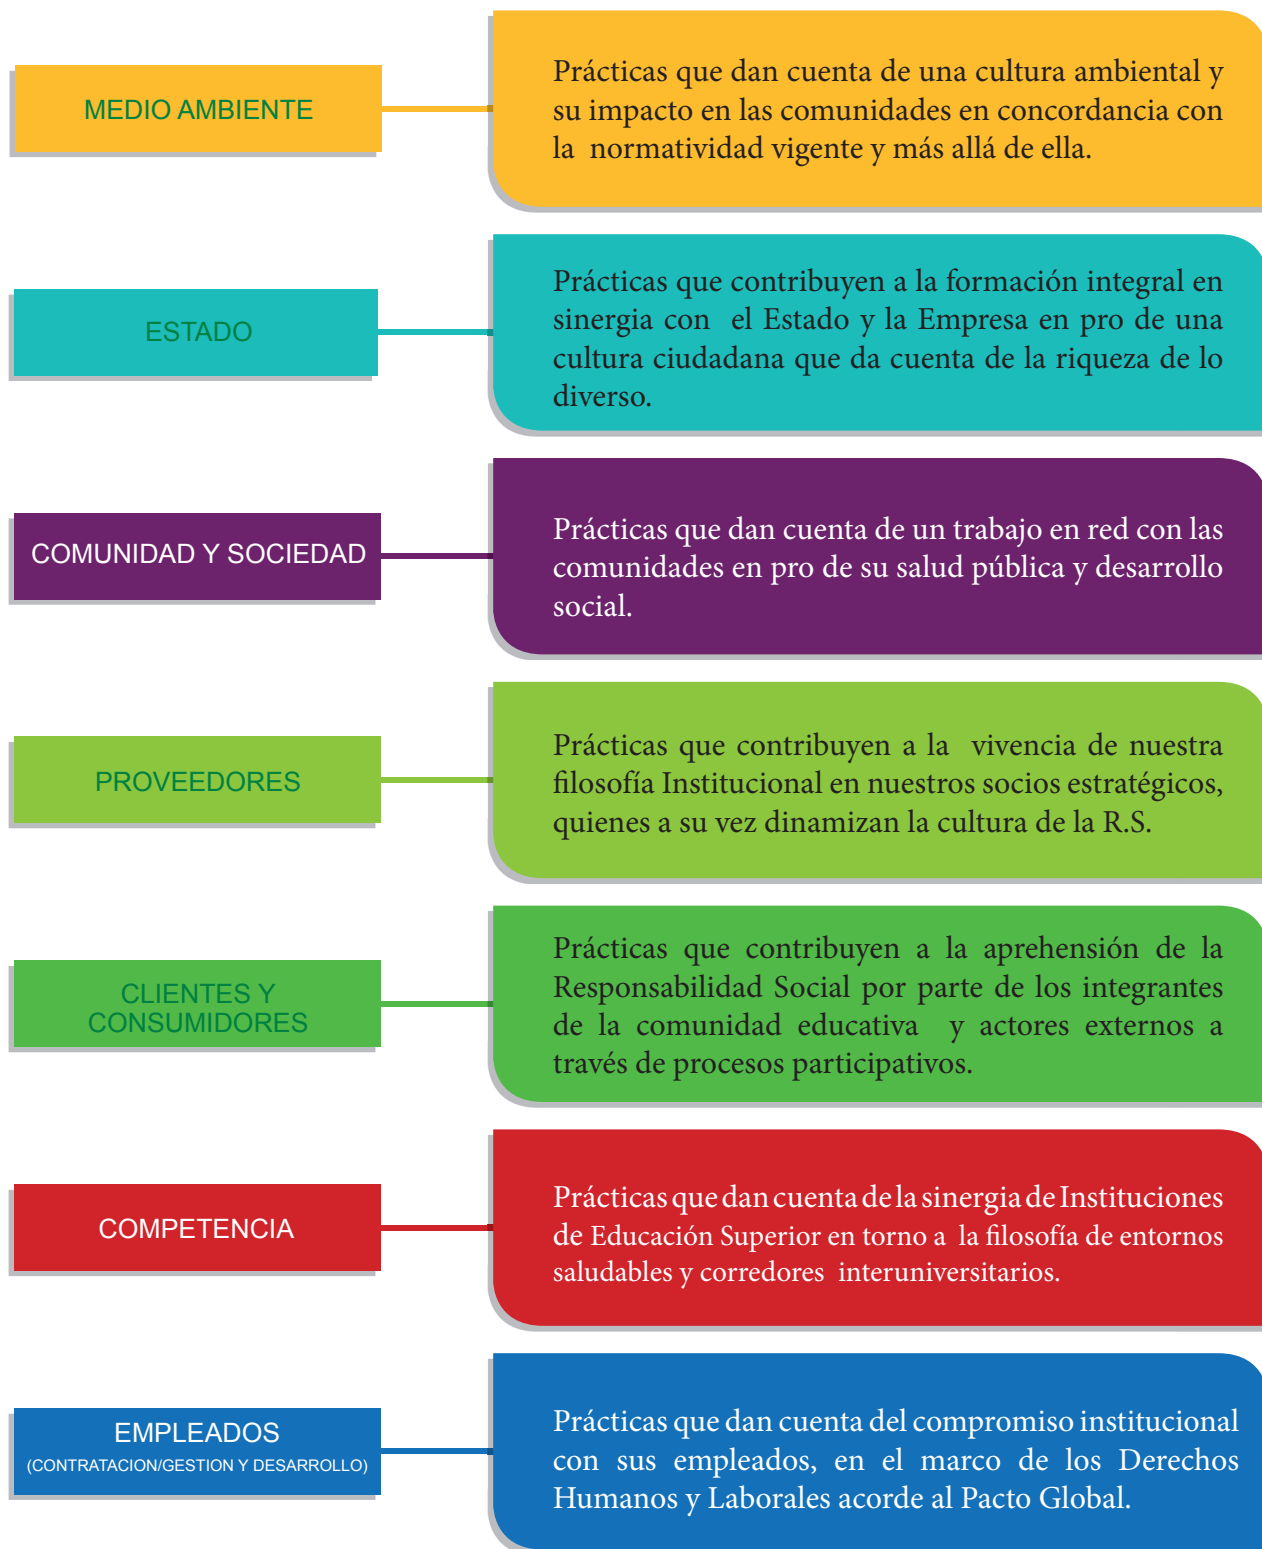 MEDIO AMBIENTE
Prácticas que dan cuenta de una cultura ambiental y
su impacto en las comunidades en concordancia con
la normatividad vigente y más allá de ella.
ESTADO
Prácticas que contribuyen a la formación integral en
sinergia con el Estado y la Empresa en pro de una
cultura ciudadana que da cuenta de la riqueza de lo
diverso.
COMUNIDAD Y SOCIEDAD
Prácticas que dan cuenta de un trabajo en red con las
comunidades en pro de su salud pública y desarrollo
social.
PROVEEDORES
Prácticas que contribuyen a la vivencia de nuestra
filosofía Institucional en nuestros socios estratégicos,
quienes a su vez dinamizan la cultura de la R.S.
CLIENTES Y
CONSUMIDORES
Prácticas que contribuyen a la aprehensión de la
Responsabilidad Social por parte de los integrantes
de la comunidad educativa y actores externos a
través de procesos participativos.
COMPETENCIA
Prácticas que dan cuenta de la sinergia de Instituciones
de Educación Superior en torno a la filosofía de entornos
saludables y corredores interuniversitarios.
EMPLEADOS
(CONTRATACION/GESTION Y DESARROLLO)
Prácticas que dan cuenta del compromiso institucional
con sus empleados, en el marco de los Derechos
Humanos y Laborales acorde al Pacto Global.